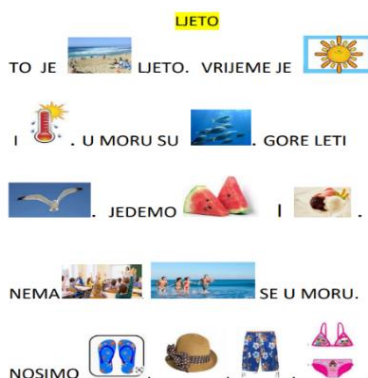 LJETO
TO JE LJETO. VRIJEME JE
I . U MORU SU . GORE LETI
. JEDEMO I .
NEMA SE U MORU.
NOSIMO , , ,